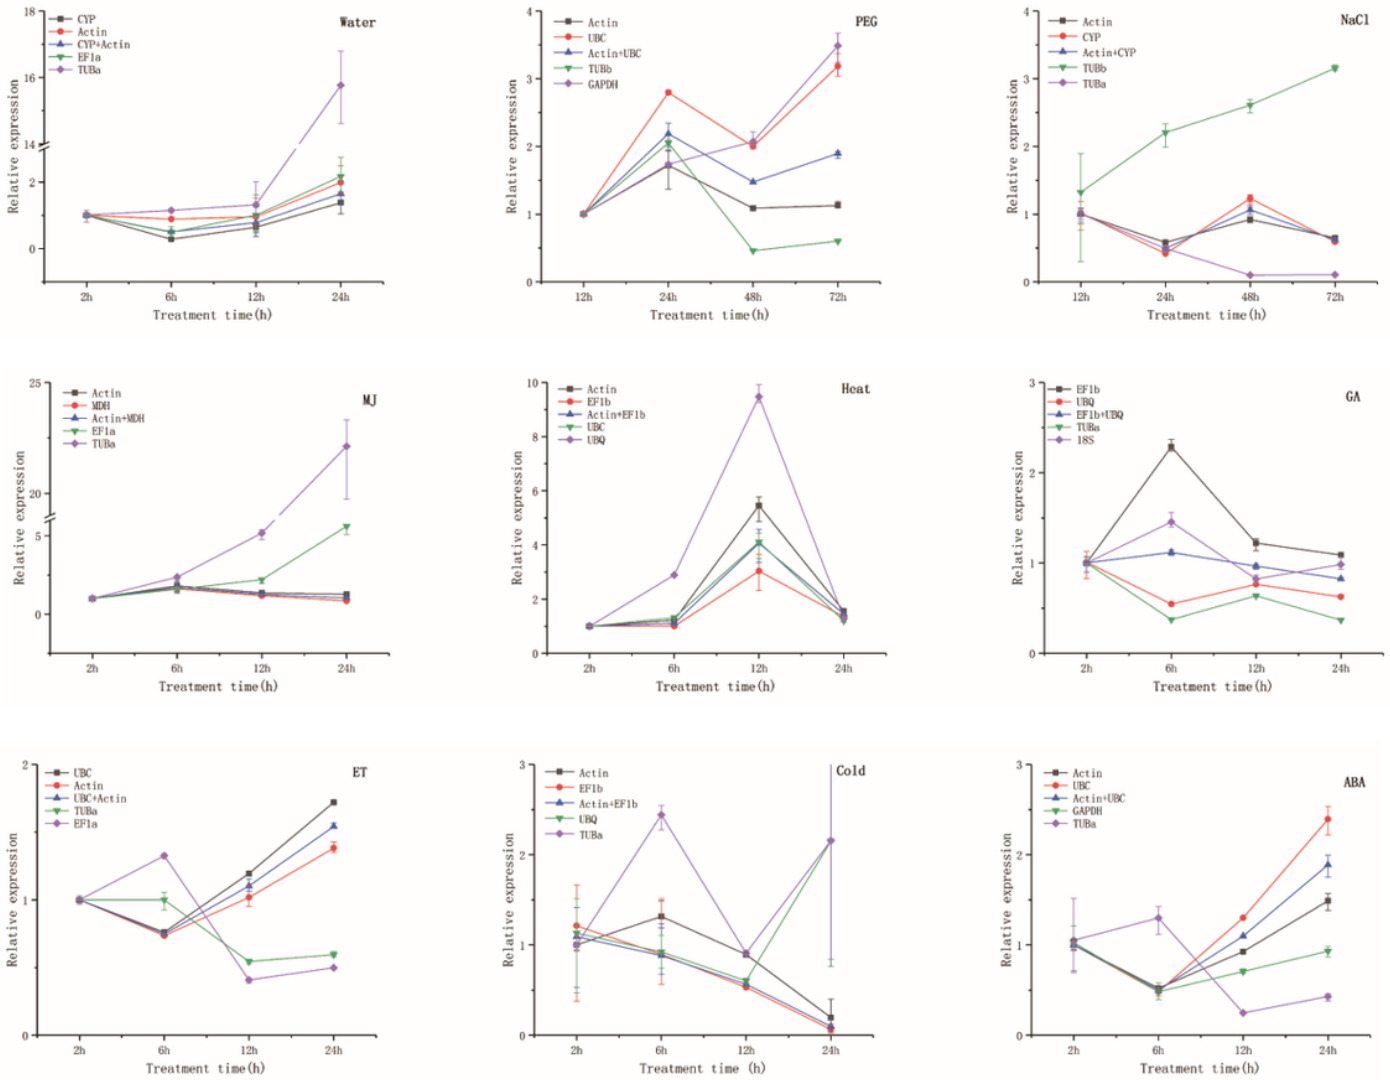 Water
CYP
Actin
CYP+Actin
EF1a
TUBa
Relative expression
18
16
14
2
0
2h
6h
12h
24h
Treatment time(h)
PEG
Actin
UBC
Actin+UBC
TUBb
GAPDH
Relative expression
4
3
2
1
0
12h
24h
48h
72h
Treatment time(h)
NaCl
Actin
CYP
Actin+CYP
TUBb
TUBa
Relative expression
4
3
2
1
0
12h
24h
48h
72h
Treatment time(h)
MJ
Actin
MDH
Actin+MDH
EF1a
TUBa
Relative expression
25
20
5
0
2h
6h
12h
24h
Treatment time(h)
Heat
Actin
EF1b
Actin+EF1b
UBC
UBQ
Relative expression
10
8
6
4
2
0
2h
6h
12h
24h
Treatment time(h)
GA
EF1b
UBQ
EF1b+UBQ
TUBa
18S
Relative expression
3
2
1
0
2h
6h
12h
24h
Treatment time(h)
ET
UBC
Actin
UBC+Actin
TUBa
EF1a
Relative expression
2
1
0
2h
6h
12h
24h
Treatment time(h)
Cold
Actin
EF1b
Actin+EF1b
UBQ
TUBa
Relative expression
3
2
1
0
2h
6h
12h
24h
Treatment time (h)
ABA
Actin
UBC
Actin+UBC
GAPDH
TUBa
Relative expression
3
2
1
0
2h
6h
12h
24h
Treatment time(h)